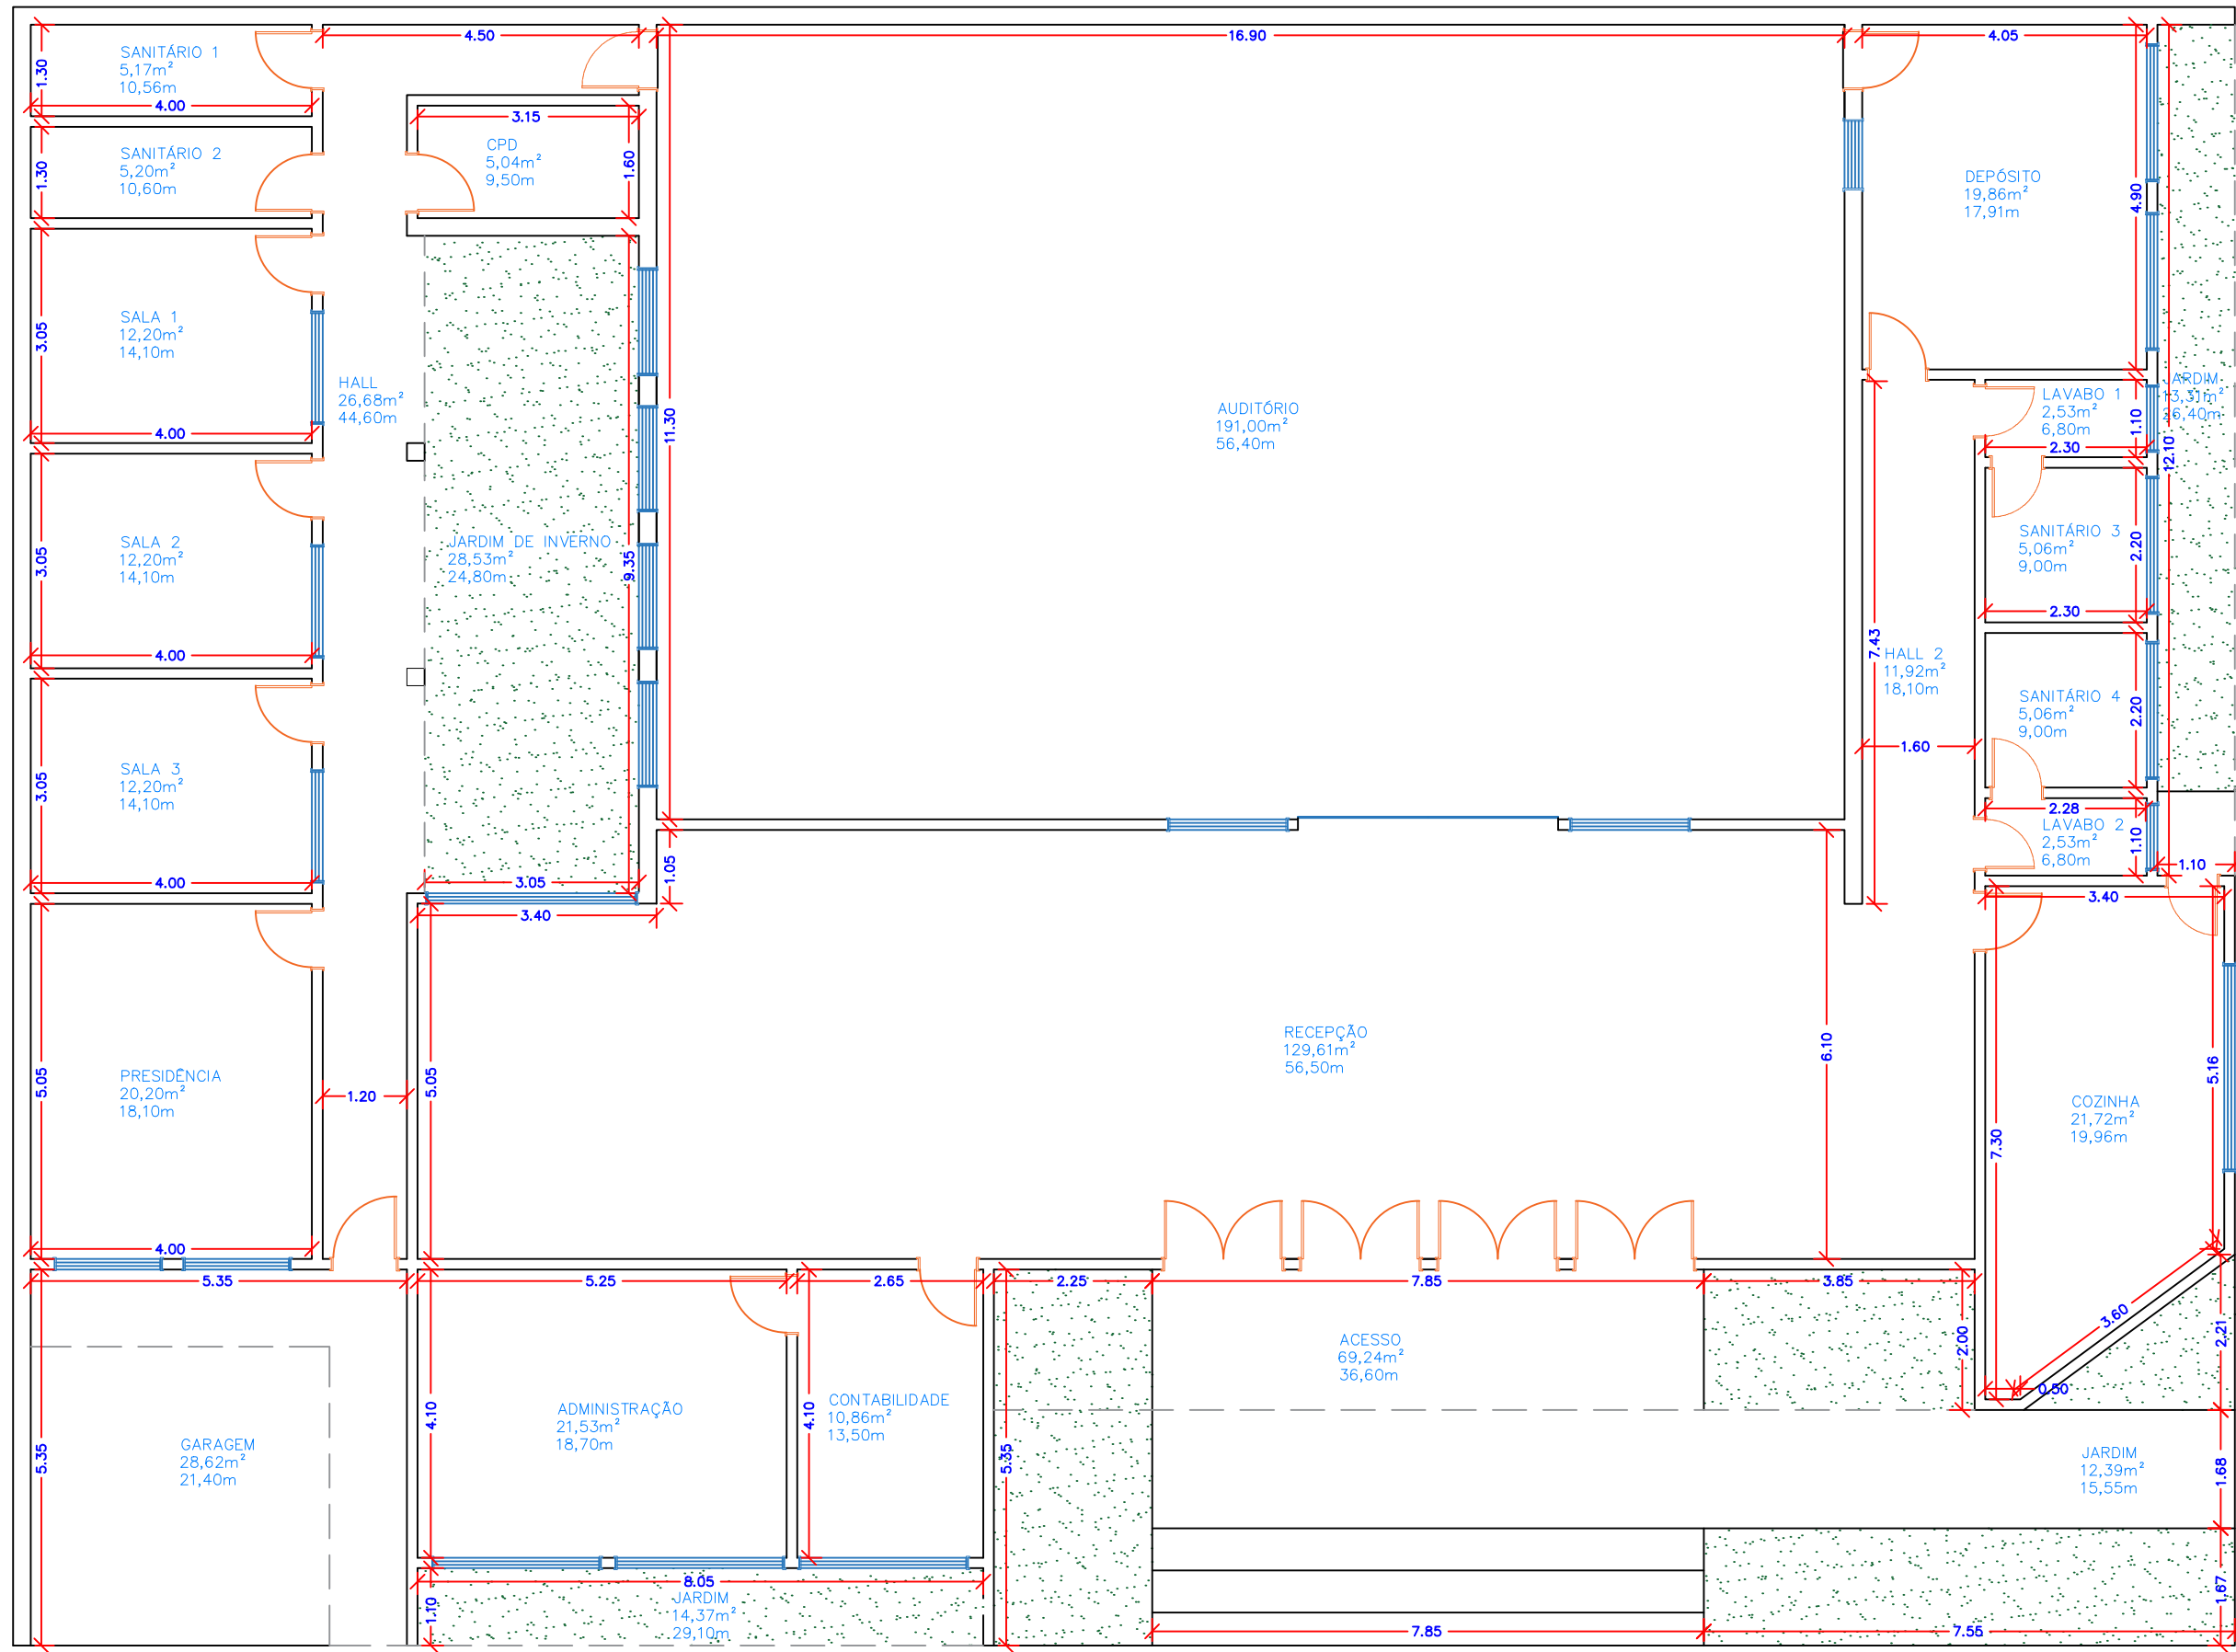 4.50
16.90
4.05
SANITÁRIO 1
5,17m²
10,56m
1.30
4.00
3.15
SANITÁRIO 2
5,20m²
10,60m
1.30
CPD
5,04m²
9,50m
1.60
DEPÓSITO
19,86m²
17,91m
4.90
SALA 1
12,20m²
14,10m
3.05
4.00
HALL
26,68m²
44,60m
11.30
AUDITÓRIO
191,00m²
56,40m
LAVABO 1
2,53m²
6,80m
1.10
2.30
JARDIM
13,31m²
26,40m
12.10
SALA 2
12,20m²
14,10m
3.05
4.00
JARDIM DE INVERNO
28,53m²
24,80m
9.35
SANITÁRIO 3
5,06m²
9,00m
2.20
2.30
7.43
HALL 2
11,92m²
18,10m
1.60
SANITÁRIO 4
5,06m²
9,00m
2.20
SALA 3
12,20m²
14,10m
3.05
4.00
2.28
LAVABO 2
2,53m²
6,80m
1.10
1.10
3.05
3.40
1.05
3.40
PRESIDÊNCIA
20,20m²
18,10m
5.05
4.00
1.20
5.05
RECEPÇÃO
129,61m²
56,50m
6.10
COZINHA
21,72m²
19,96m
7.30
5.16
3.60
0.50
5.35
5.25
2.65
2.25
7.85
3.85
2.00
2.21
ACESSO
69,24m²
36,60m
ADMINISTRAÇÃO
21,53m²
18,70m
4.10
CONTABILIDADE
10,86m²
13,50m
4.10
GARAGEM
28,62m²
21,40m
5.35
5.35
JARDIM
12,39m²
15,55m
1.68
8.05
JARDIM
14,37m²
29,10m
1.10
7.85
7.55
1.67